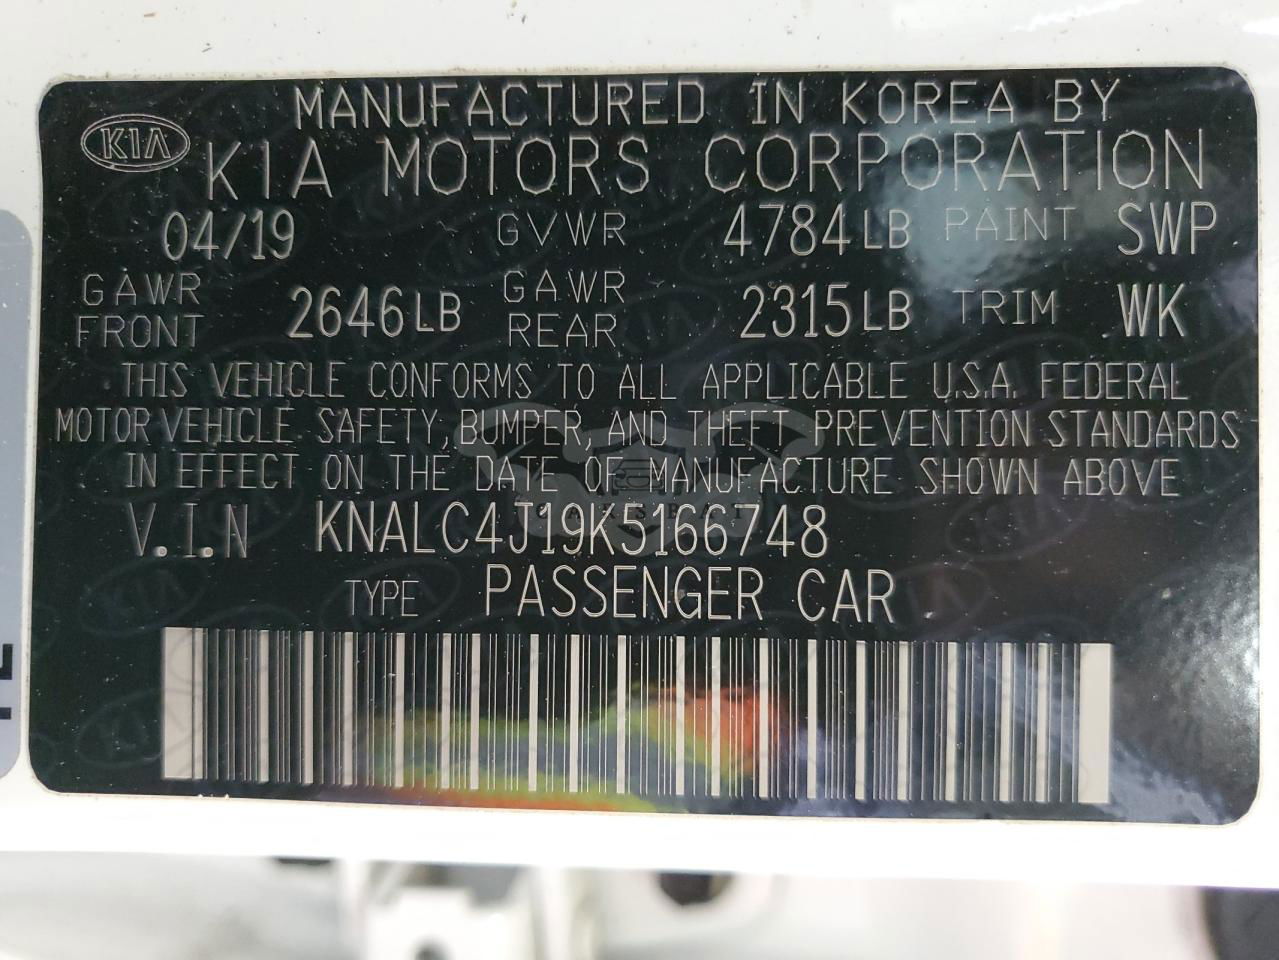 MANUFACTURED IN KOREA BY
KIA KIA MOTORS CORPORATION
04/19 GVWR 4784LB PAINT SWP
GAWR FRONT 2646LB GAWR REAR 2315LB TRIM WK
THIS VEHICLE CONFORMS TO ALL APPLICABLE U.S.A. FEDERAL
MOTOR VEHICLE SAFETY, BUMPER, AND THEFT PREVENTION STANDARDS
IN EFFECT ON THE DATE OF MANUFACTURE SHOWN ABOVE
V.I.N KNALC4J19K5166748
TYPE PASSENGER CAR